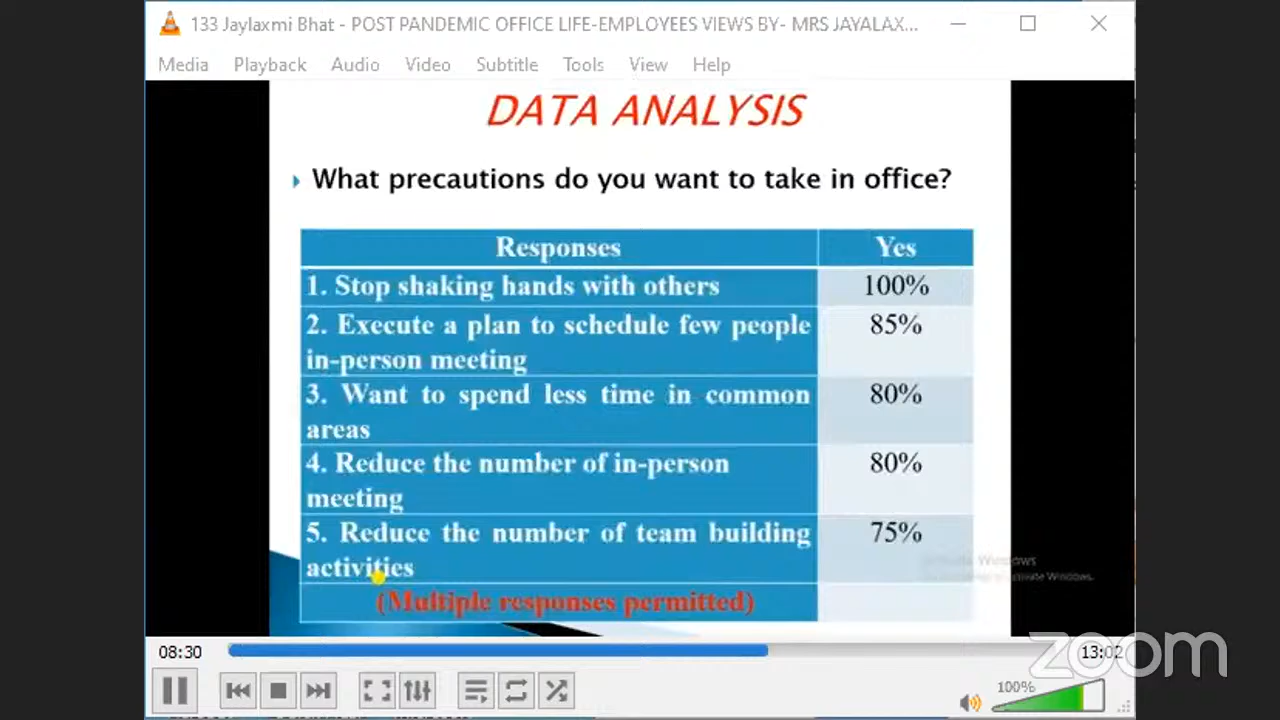 133 Jaylaxmi Bhat - POST PANDEMIC OFFICE LIFE-EMPLOYEES VIEWS BY- MRS JAYALAX...
Media Playback Audio Video Subtitle Tools View Help
DATA ANALYSIS
What precautions do you want to take in office?
Responses Yes
1. Stop shaking hands with others 100%
2. Execute a plan to schedule few people 85%
in-person meeting
3. Want to spend less time in common 80%
areas
4. Reduce the number of in-person 80%
meeting
5. Reduce the number of team building 75%
activities
(Multiple responses permitted)
08:30 13:02
zoom
100%